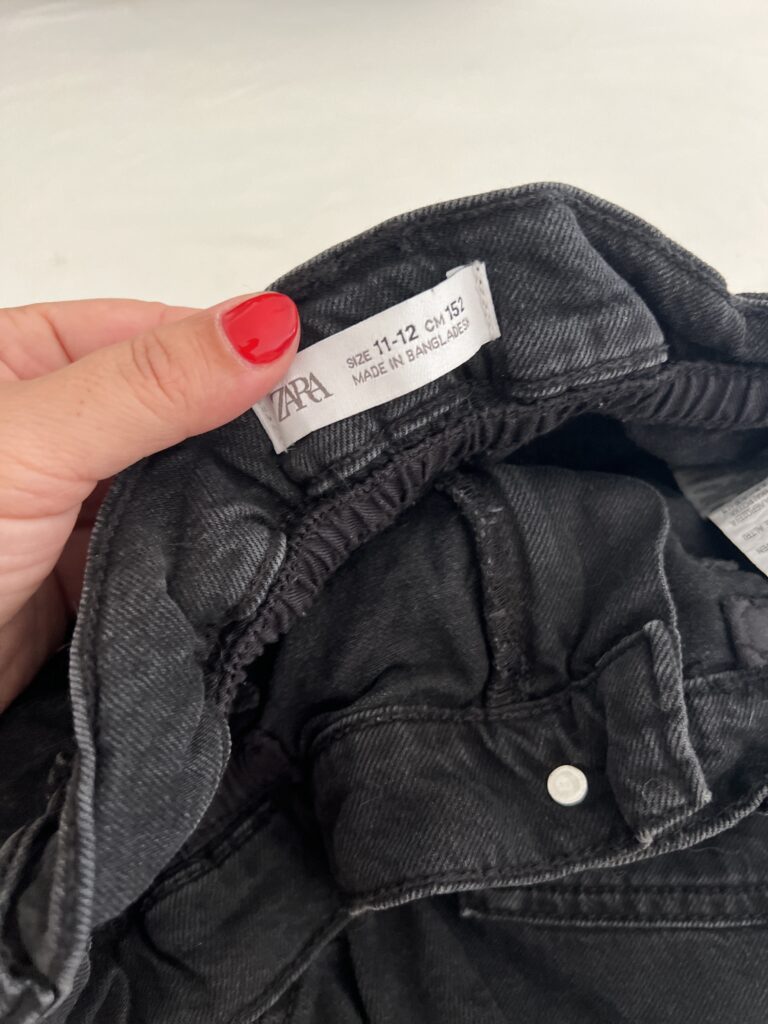 ZARA
SIZE 11-12 CM 152
MADE IN BANGLADESH